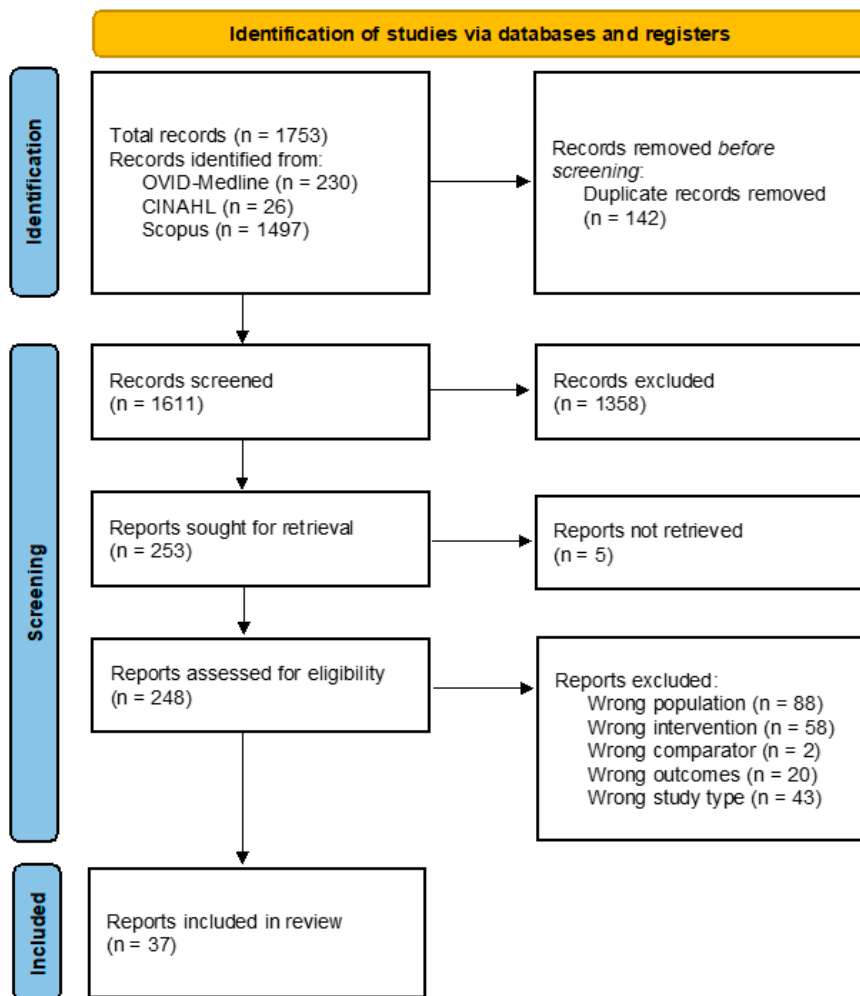 Identification of studies via databases and registers
Identification
Total records (n = 1753)
Records identified from:
OVID-Medline (n = 230)
CINAHL (n = 26)
Scopus (n = 1497)
Records removed before
screening:
Duplicate records removed
(n = 142)
Screening
Records screened
(n = 1611)
Records excluded
(n = 1358)
Reports sought for retrieval
(n = 253)
Reports not retrieved
(n = 5)
Reports assessed for eligibility
(n = 248)
Reports excluded:
Wrong population (n = 88)
Wrong intervention (n = 58)
Wrong comparator (n = 2)
Wrong outcomes (n = 20)
Wrong study type (n = 43)
Included
Reports included in review
(n = 37)